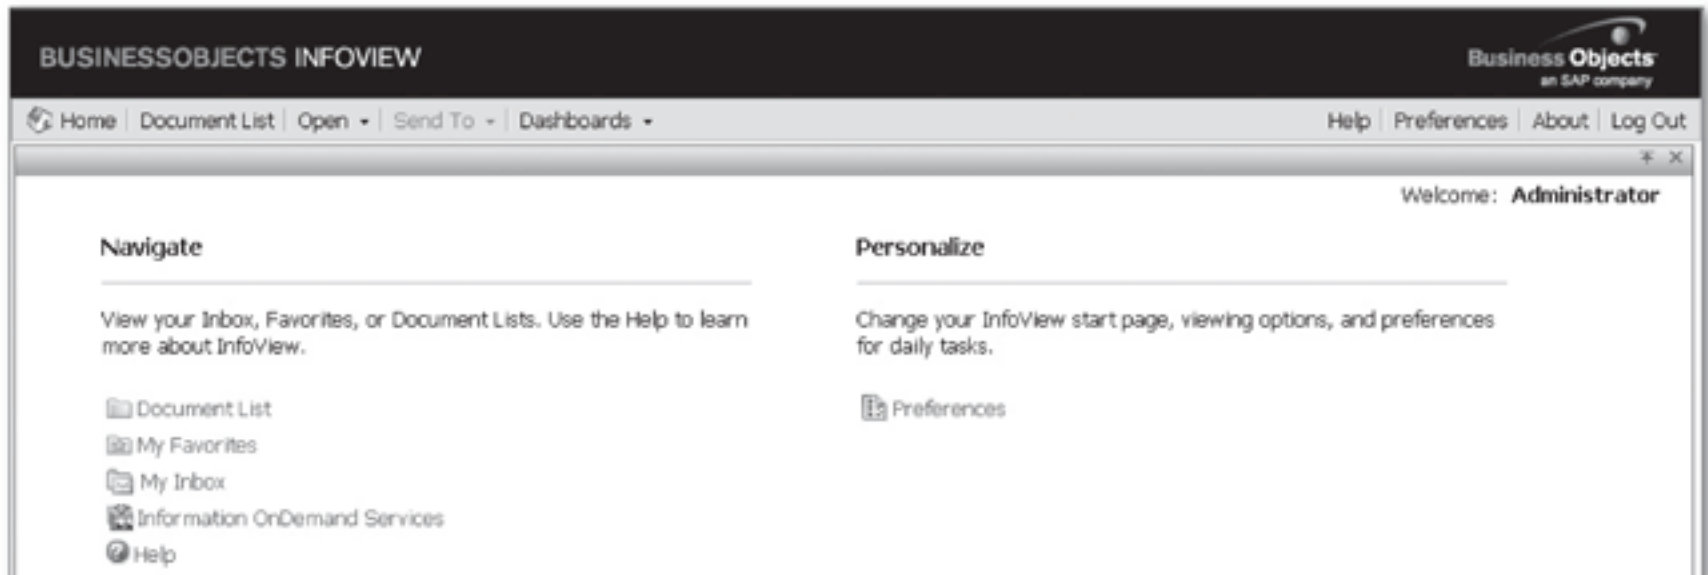 BUSINESSOBJECTS INFOVIEW
Business Objects
an SAP company
Home Document List Open Send To Dashboards Help Preferences About Log Out
Welcome: Administrator
Navigate
View your Inbox, Favorites, or Document Lists. Use the Help to learn
more about InfoView.
Document List
My Favorites
My Inbox
Information OnDemand Services
Help
Personalize
Change your InfoView start page, viewing options, and preferences
for daily tasks.
Preferences